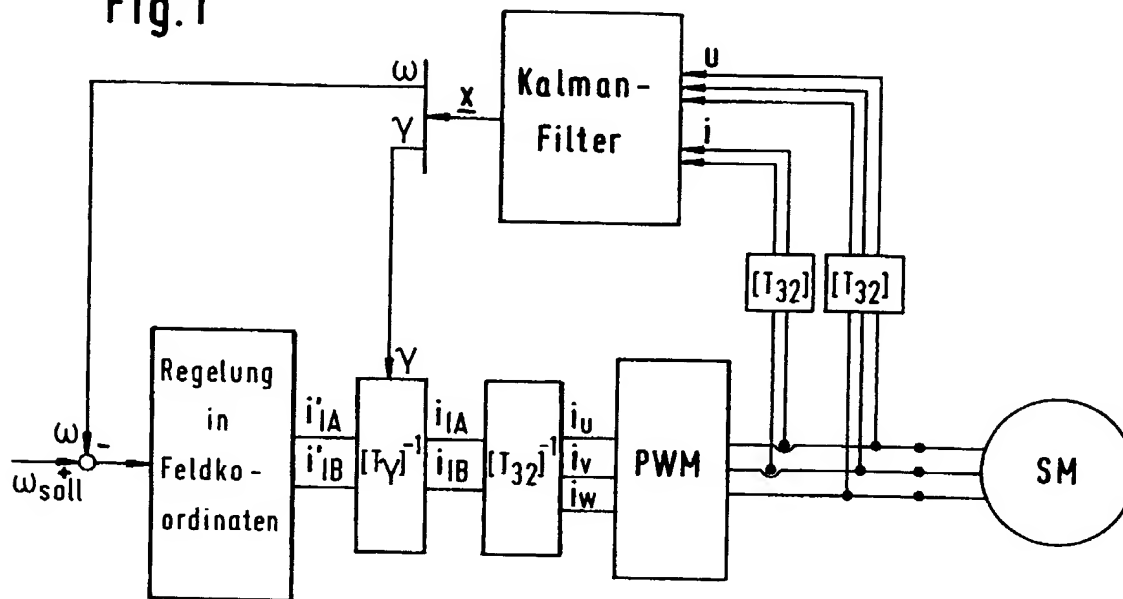 Fig. 1
ω
γ
x
Kalman-
Filter
u
i
[T32]
[T32]
γ
Regelung
in
Feldko-
ordinaten
ω
-
+
ωsoll
i'IA
i'IB
[Tγ]-1
iIA
iIB
[T32]-1
iu
iv
iw
PWM
SM